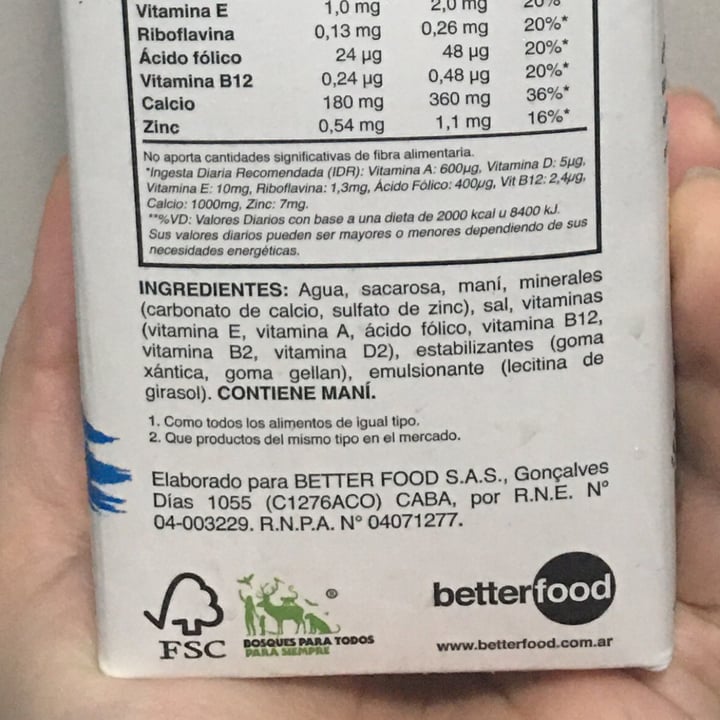 Vitamina E 1,0 mg 2,0 mg 20%
Riboflavina 0,13 mg 0,26 mg 20%*
Ácido fólico 24 µg 48 µg 20%*
Vitamina B12 0,24 µg 0,48 µg 20%*
Calcio 180 mg 360 mg 36%*
Zinc 0,54 mg 1,1 mg 16%*
No aporta cantidades significativas de fibra alimentaria.
*Ingesta Diaria Recomendada (IDR): Vitamina A: 600µg, Vitamina D: 5µg,
Vitamina E: 10mg, Riboflavina: 1,3mg, Ácido Fólico: 400µg, Vit B12: 2,4µg,
Calcio: 1000mg, Zinc: 7mg.
**%VD: Valores Diarios con base a una dieta de 2000 kcal u 8400 kJ.
Sus valores diarios pueden ser mayores o menores dependiendo de sus
necesidades energéticas.
INGREDIENTES: Agua, sacarosa, maní, minerales
(carbonato de calcio, sulfato de zinc), sal, vitaminas
(vitamina E, vitamina A, ácido fólico, vitamina B12,
vitamina B2, vitamina D2), estabilizantes (goma
xántica, goma gellan), emulsionante (lecitina de
girasol). CONTIENE MANÍ.
1. Como todos los alimentos de igual tipo.
2. Que productos del mismo tipo en el mercado.
Elaborado para BETTER FOOD S.A.S., Gonçalves
Días 1055 (C1276ACO) CABA, por R.N.E. N°
04-003229. R.N.P.A. N° 04071277.
FSC
®
BOSQUES PARA TODOS
PARA SIEMPRE
betterfood
www.betterfood.com.ar